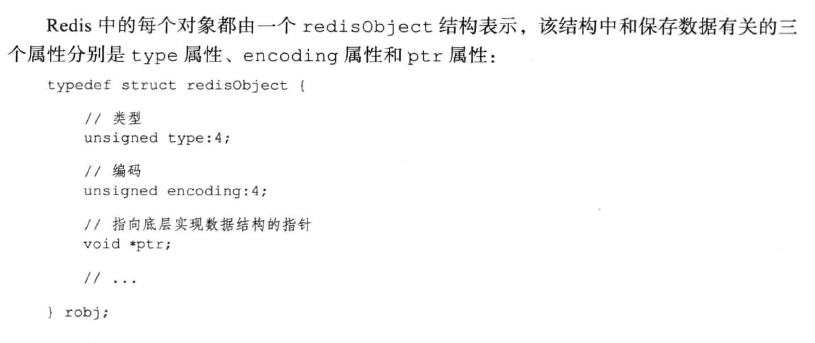 Redis 中的每个对象都由一个 redisObject 结构表示，该结构中和保存数据有关的三
个属性分别是 type 属性、encoding 属性和 ptr 属性：
typedef struct redisObject {
// 类型
unsigned type:4;
// 编码
unsigned encoding:4;
// 指向底层实现数据结构的指针
void *ptr;
// ...
} robj;